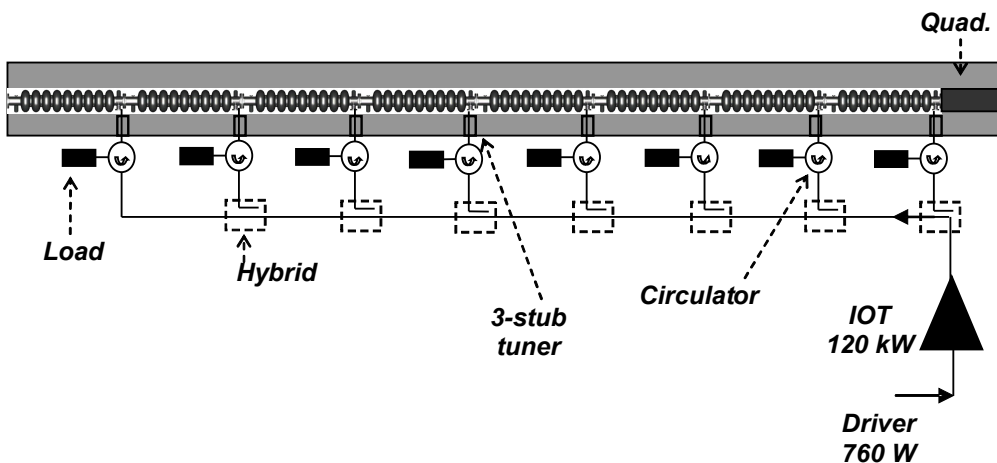 Quad.
Load
Hybrid
3-stub
tuner
Circulator
IOT
120 kW
Driver
760 W